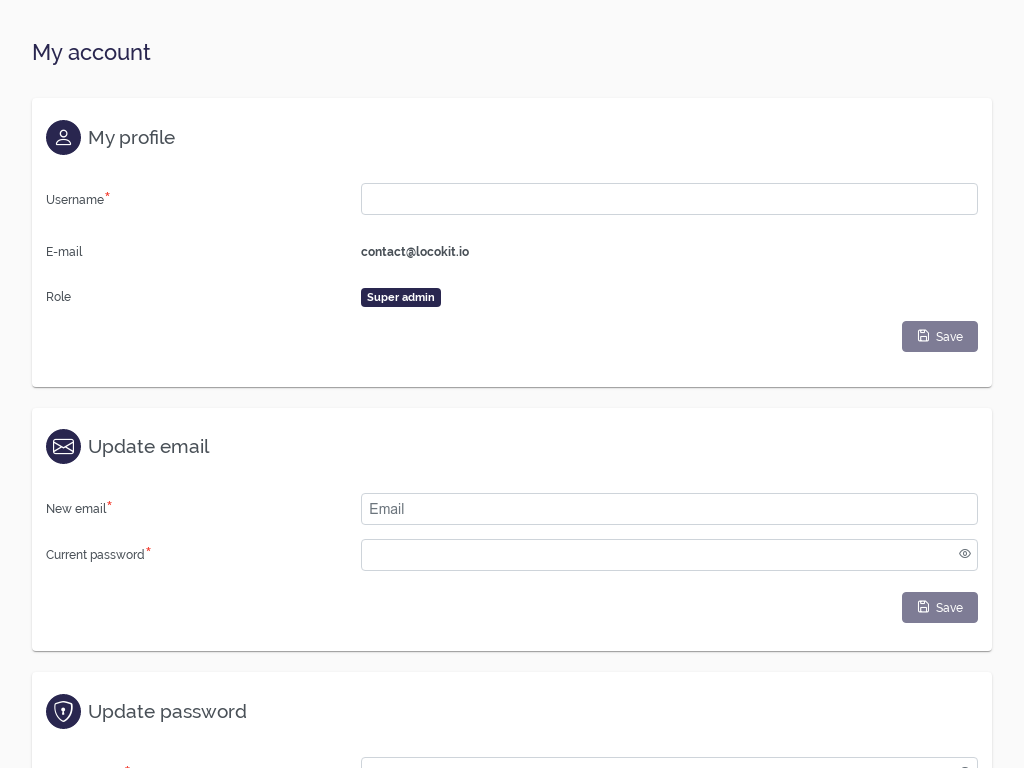 My account
My profile
Username*
E-mail
contact@locokit.io
Role
Super admin
Save
Update email
New email*
Email
Current password*
Save
Update password